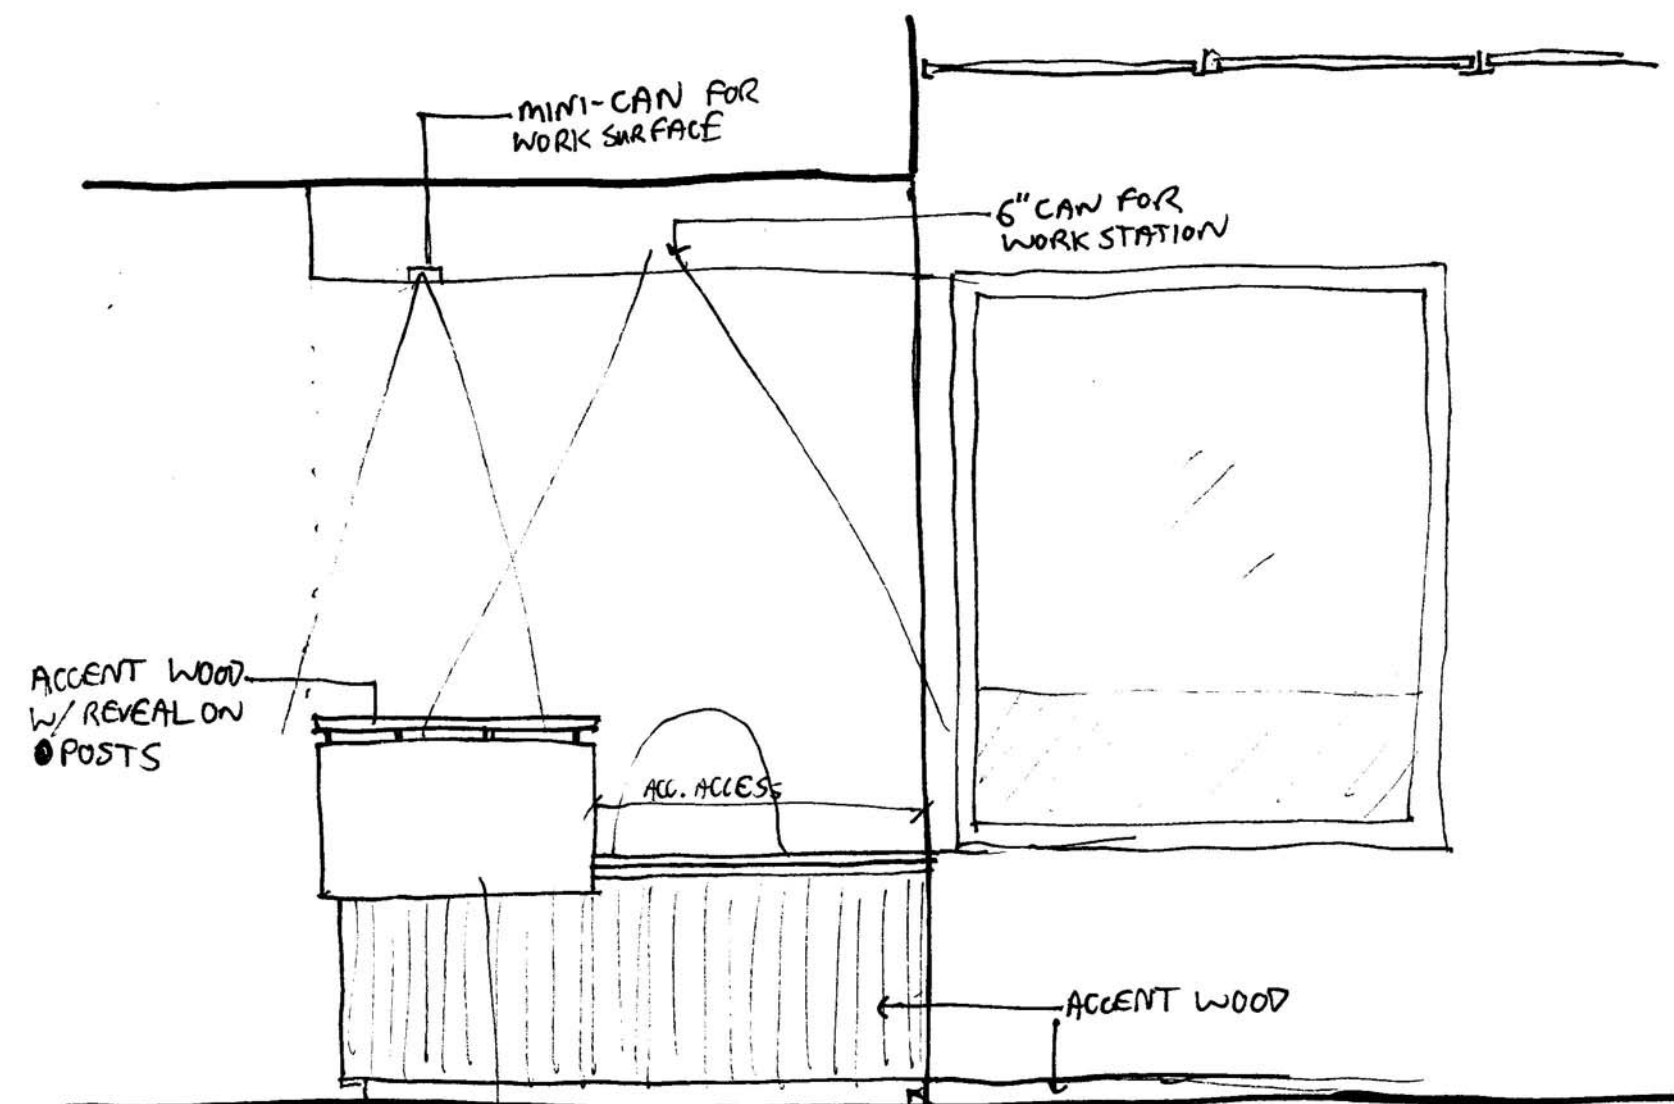 MINI-CAN FOR
WORK SURFACE
6" CAN FOR
WORK STATION
ACCENT WOOD
W/ REVEAL ON
POSTS
ACC. ACCESS
ACCENT WOOD